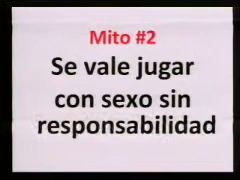 Mito #2
Se vale jugar
con sexo sin
responsabilidad